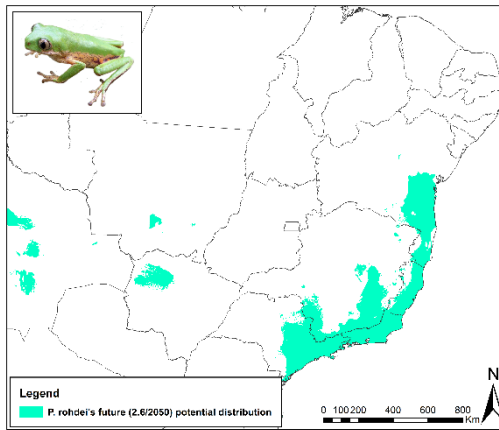 N
Legend
P. rohdei's future (2.6/2050) potential distribution
0 100 200 400 600 800
Km